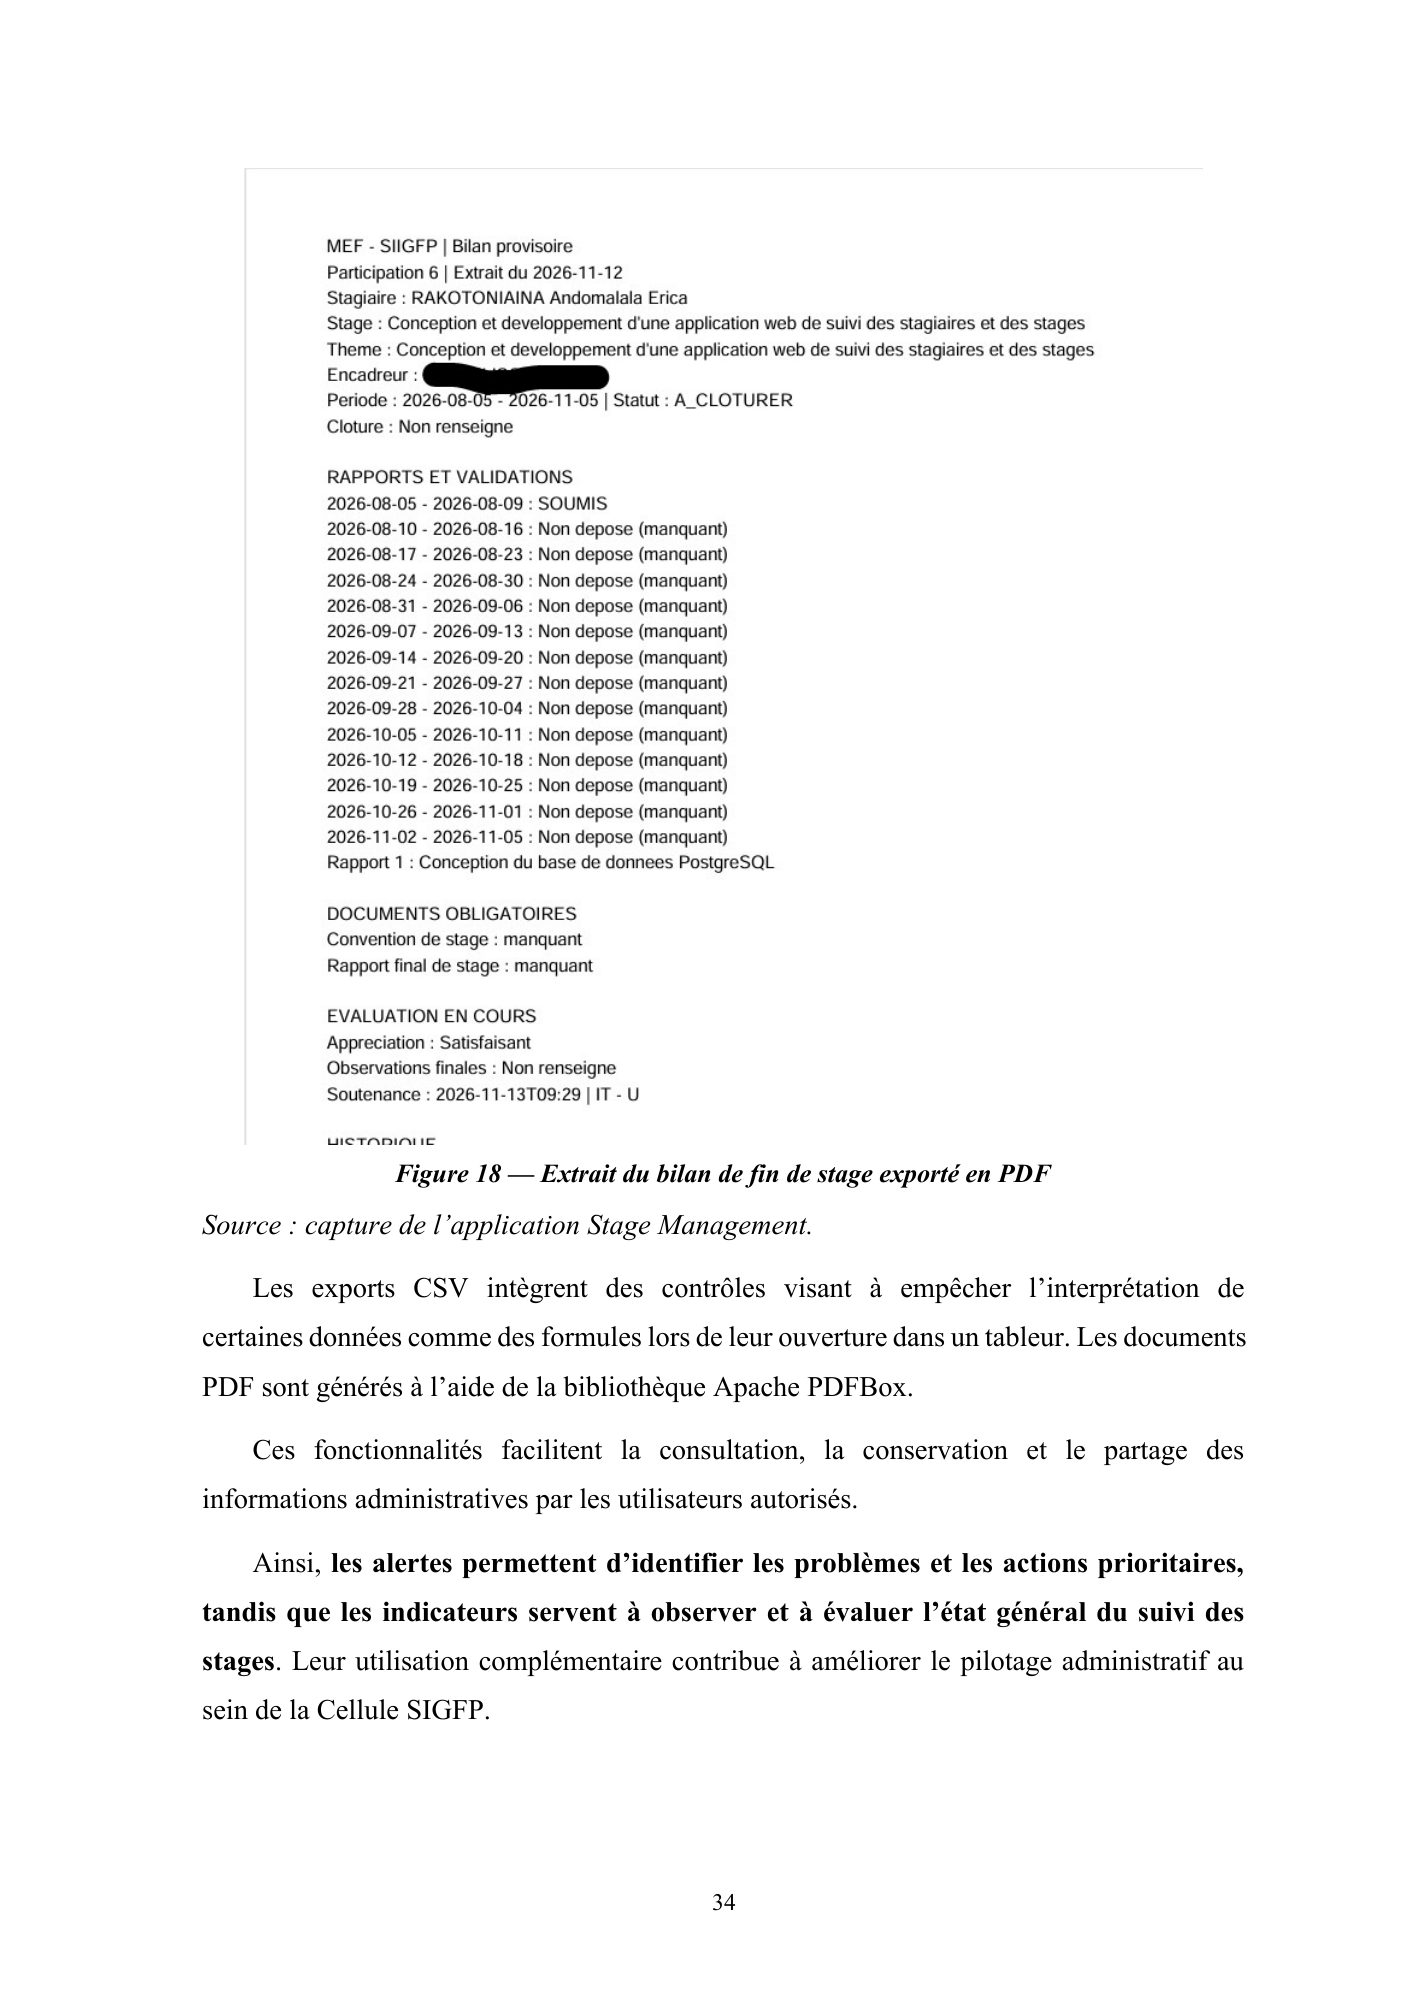 MEF - SIIGFP | Bilan provisoire
Participation 6 | Extrait du 2026-11-12
Stagiaire : RAKOTONIAINA Andomalala Erica
Stage : Conception et developpement d'une application web de suivi des stagiaires et des stages
Theme : Conception et developpement d'une application web de suivi des stagiaires et des stages
Encadreur :
Periode : 2026-08-05 - 2026-11-05 | Statut : A_CLOTURER
Cloture : Non renseigne
RAPPORTS ET VALIDATIONS
2026-08-05 - 2026-08-09 : SOUMIS
2026-08-10 - 2026-08-16 : Non depose (manquant)
2026-08-17 - 2026-08-23 : Non depose (manquant)
2026-08-24 - 2026-08-30 : Non depose (manquant)
2026-08-31 - 2026-09-06 : Non depose (manquant)
2026-09-07 - 2026-09-13 : Non depose (manquant)
2026-09-14 - 2026-09-20 : Non depose (manquant)
2026-09-21 - 2026-09-27 : Non depose (manquant)
2026-09-28 - 2026-10-04 : Non depose (manquant)
2026-10-05 - 2026-10-11 : Non depose (manquant)
2026-10-12 - 2026-10-18 : Non depose (manquant)
2026-10-19 - 2026-10-25 : Non depose (manquant)
2026-10-26 - 2026-11-01 : Non depose (manquant)
2026-11-02 - 2026-11-05 : Non depose (manquant)
Rapport 1 : Conception du base de donnees PostgreSQL
DOCUMENTS OBLIGATOIRES
Convention de stage : manquant
Rapport final de stage : manquant
EVALUATION EN COURS
Appreciation : Satisfaisant
Observations finales : Non renseigne
Soutenance : 2026-11-13T09:29 | IT - U
HISTORIQUE
Figure 18 — Extrait du bilan de fin de stage exporté en PDF
Source : capture de l’application Stage Management.
Les exports CSV intègrent des contrôles visant à empêcher l’interprétation de
certaines données comme des formules lors de leur ouverture dans un tableur. Les documents
PDF sont générés à l’aide de la bibliothèque Apache PDFBox.
Ces fonctionnalités facilitent la consultation, la conservation et le partage des
informations administratives par les utilisateurs autorisés.
Ainsi, les alertes permettent d’identifier les problèmes et les actions prioritaires,
tandis que les indicateurs servent à observer et à évaluer l’état général du suivi des
stages. Leur utilisation complémentaire contribue à améliorer le pilotage administratif au
sein de la Cellule SIGFP.
34